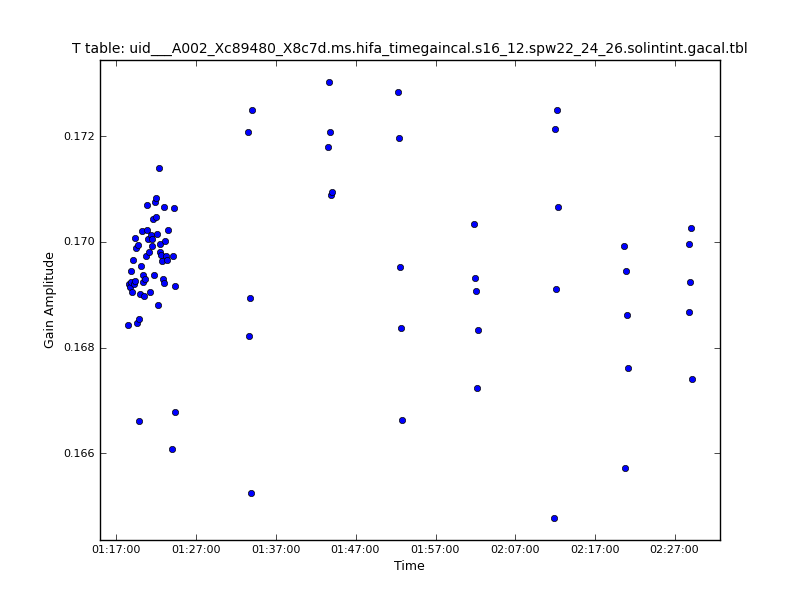 T table: uid___A002_Xc89480_X8c7d.ms.hifa_timegaincal.s16_12.spw22_24_26.solintint.gacal.tbl
0.172
0.170
0.168
0.166
Gain Amplitude
01:17:00 01:27:00 01:37:00 01:47:00 01:57:00 02:07:00 02:17:00 02:27:00
Time